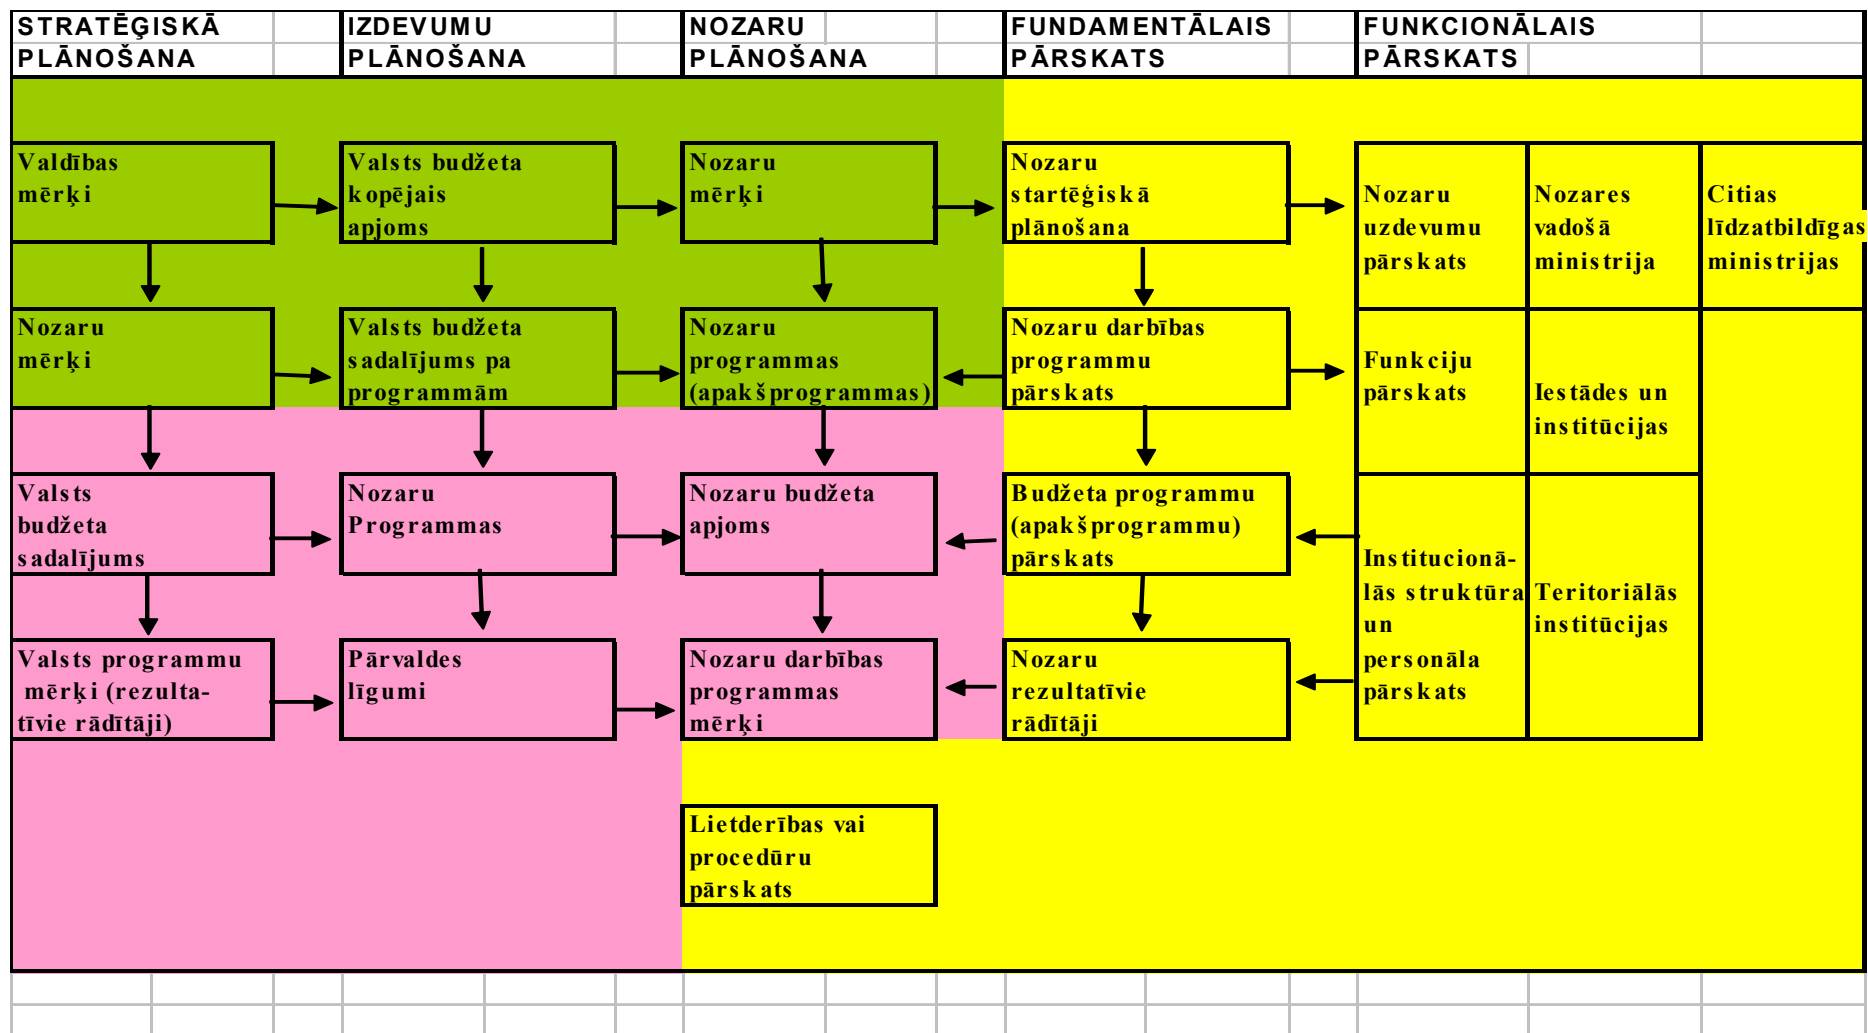 STRATĒĢISKĀ
PLĀNOŠANA
IZDEVUMU
PLĀNOŠANA
NOZARU
PLĀNOŠANA
FUNDAMENTĀLAIS
PĀRSKATS
FUNKCIONĀLAIS
PĀRSKATS
Valdības
mērķi
Valsts budžeta
kopējais
apjoms
Nozaru
mērķi
Nozaru
startēģiskā
plānošana
Nozaru
uzdevumu
pārskats
Nozares
vadošā
ministrija
Citias
līdzatbildīgas
ministrijas
Nozaru
mērķi
Valsts budžeta
sadalījums pa
programmām
Nozaru
programmas
(apakšprogrammas)
Nozaru darbības
programmu
pārskats
Funkciju
pārskats
Iestādes un
institūcijas
Valsts
budžeta
sadalījums
Nozaru
Programmas
Nozaru budžeta
apjoms
Budžeta programmu
(apakšprogrammu)
pārskats
Institucionā-
lās struktūra
un
personāla
pārskats
Teritoriālās
institūcijas
Valsts programmu
mērķi (rezulta-
tīvie rādītāji)
Pārvaldes
līgumi
Nozaru darbības
programmas
mērķi
Nozaru
rezultatīvie
rādītāji
Lietderības vai
procedūru
pārskats